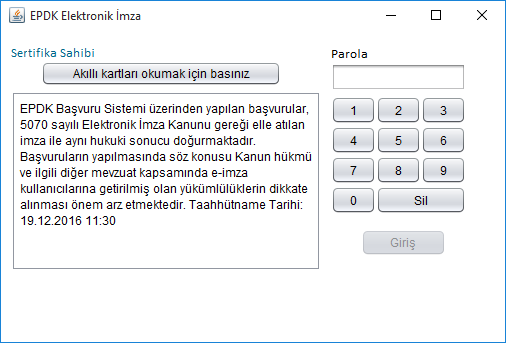 EPDK Elektronik İmza
Sertifika Sahibi
Akıllı kartları okumak için basınız
EPDK Başvuru Sistemi üzerinden yapılan başvurular,
5070 sayılı Elektronik İmza Kanunu gereği elle atılan
imza ile aynı hukuki sonucu doğurmaktadır.
Başvuruların yapılmasında söz konusu Kanun hükmü
ve ilgili diğer mevzuat kapsamında e-imza
kullanıcılarına getirilmiş olan yükümlülüklerin dikkate
alınması önem arz etmektedir. Taahhütname Tarihi:
19.12.2016 11:30
Parola
1 2 3
4 5 6
7 8 9
0 Sil
Giriş